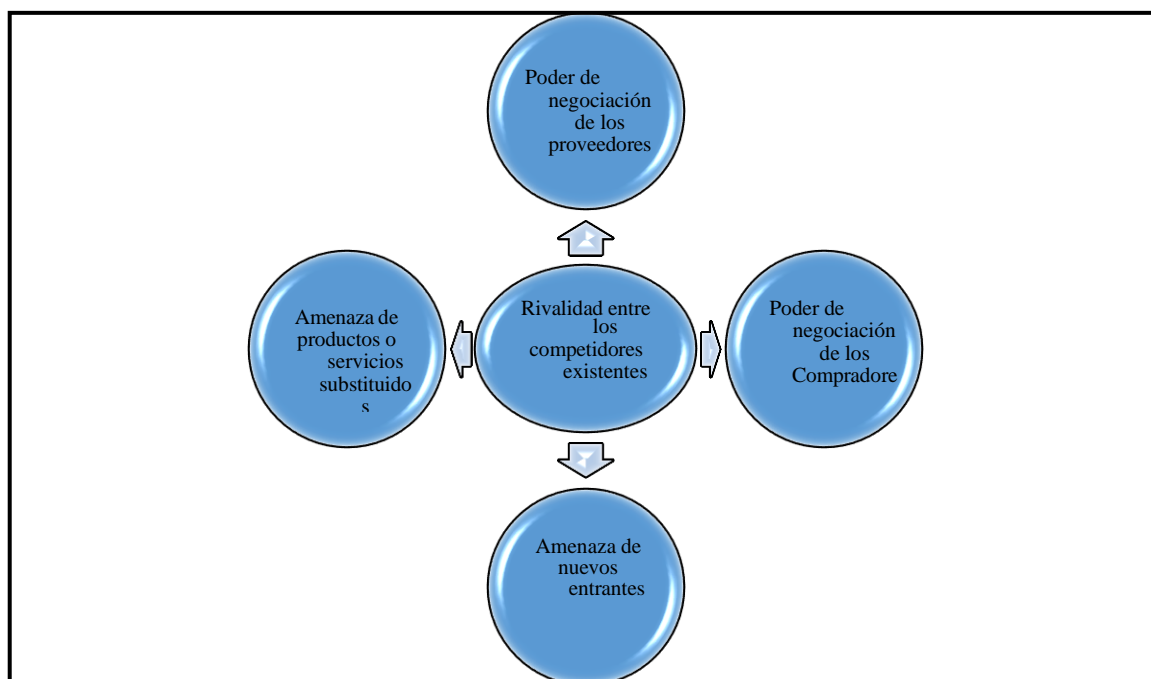 Poder de
negociación
de los
proveedores
Amenaza de
productos o
servicios
substituido
s
Rivalidad entre
los
competidores
existentes
Poder de
negociación
de los
Compradore
Amenaza de
nuevos
entrantes